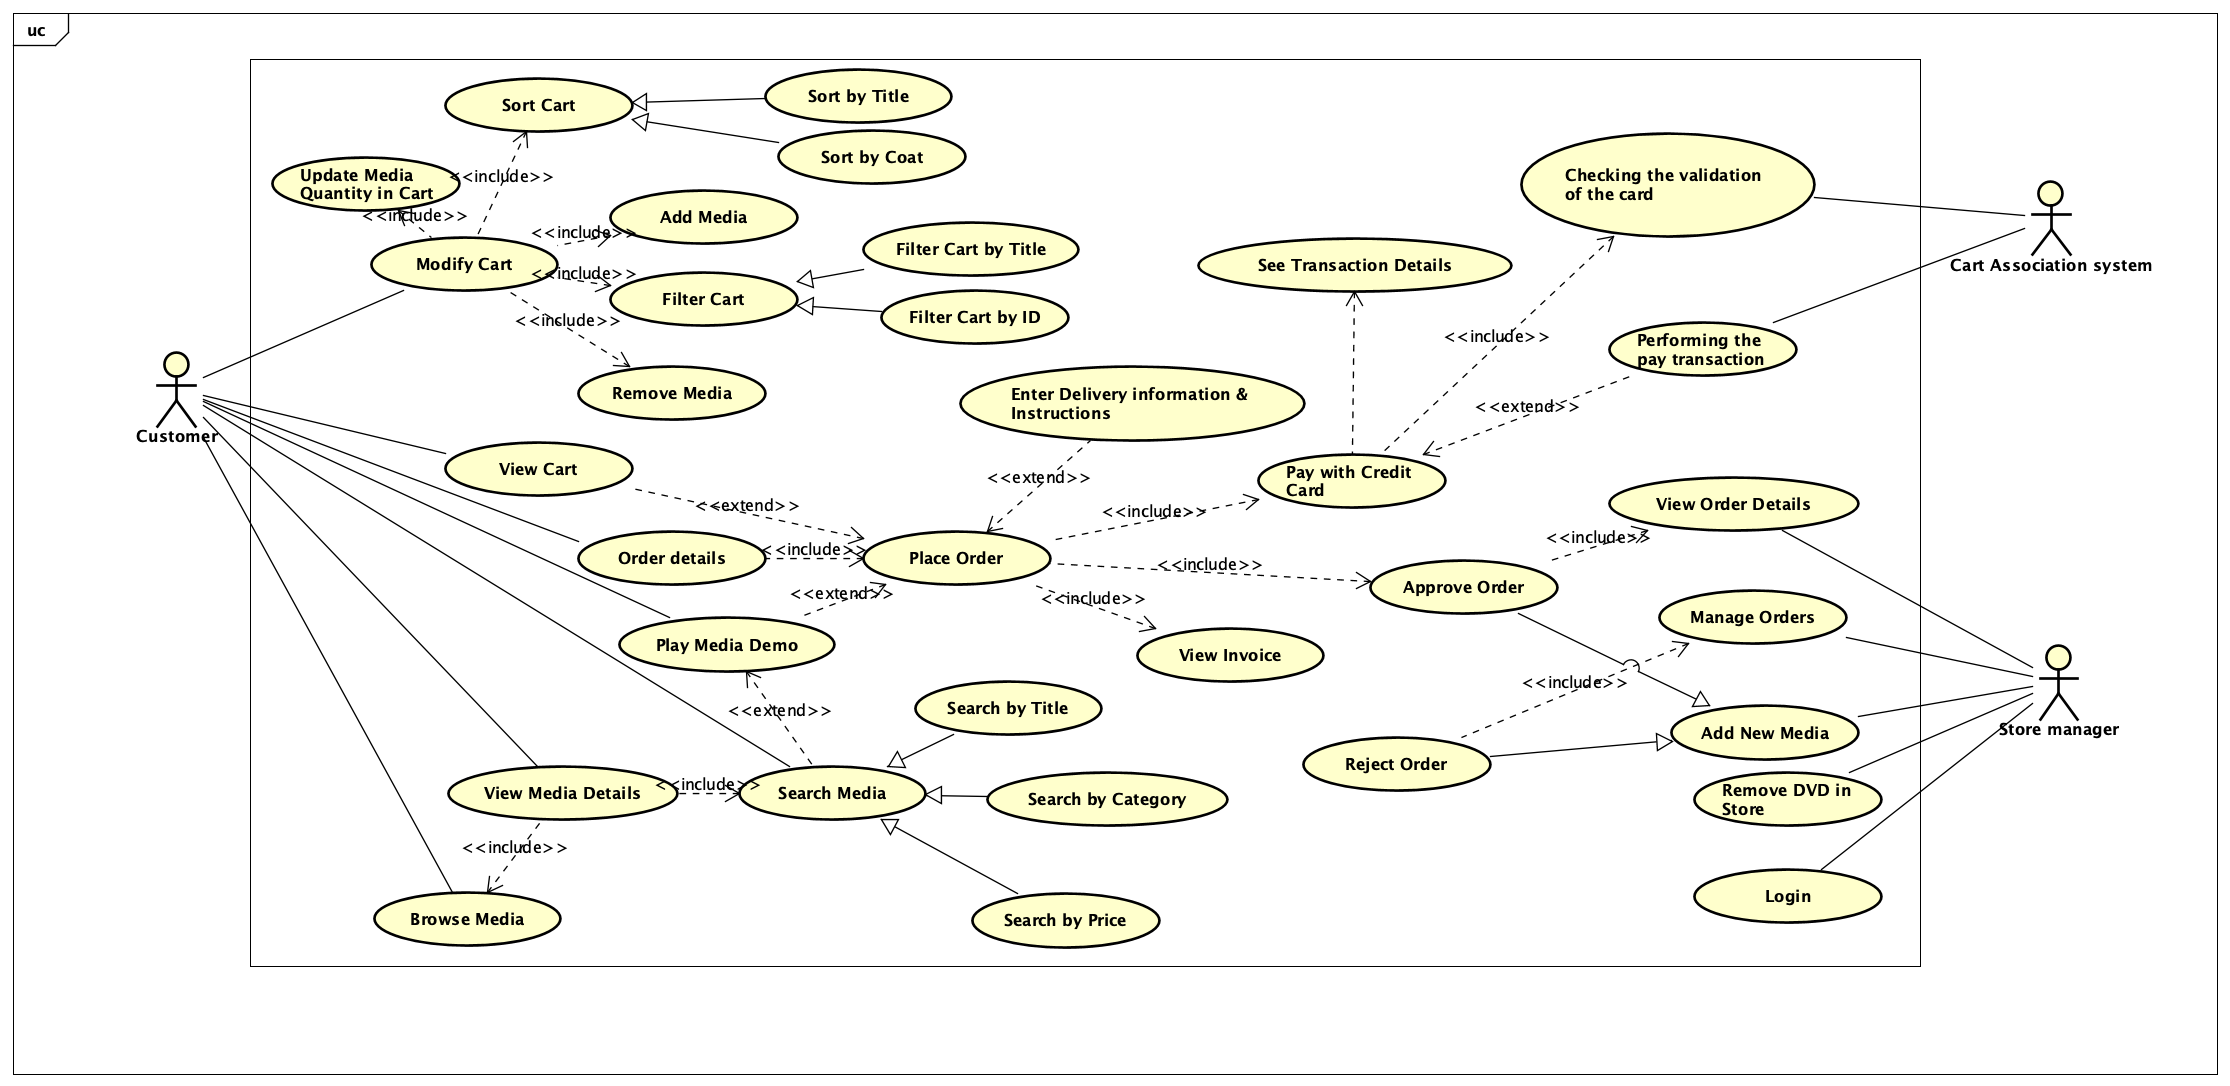 uc
Sort Cart
Sort by Title
Sort by Coat
Update Media
Quantity in Cart
<<include>>
<<include>>
Modify Cart
<<include>>
Add Media
<<include>>
Filter Cart
Filter Cart by Title
Filter Cart by ID
<<include>>
Remove Media
See Transaction Details
Checking the validation
of the card
Cart Association system
<<include>>
Performing the
pay transaction
<<extend>>
Enter Delivery information &
Instructions
<<extend>>
Pay with Credit
Card
Customer
View Cart
<<extend>>
<<include>>
View Order Details
<<include>>
Order details
<<include>>
Place Order
<<include>>
Approve Order
<<extend>>
<<include>>
Manage Orders
Play Media Demo
View Invoice
<<include>>
<<extend>>
Search by Title
Reject Order
Add New Media
Store manager
View Media Details
<<include>>
Search Media
Search by Category
Remove DVD in
Store
<<include>>
Browse Media
Search by Price
Login